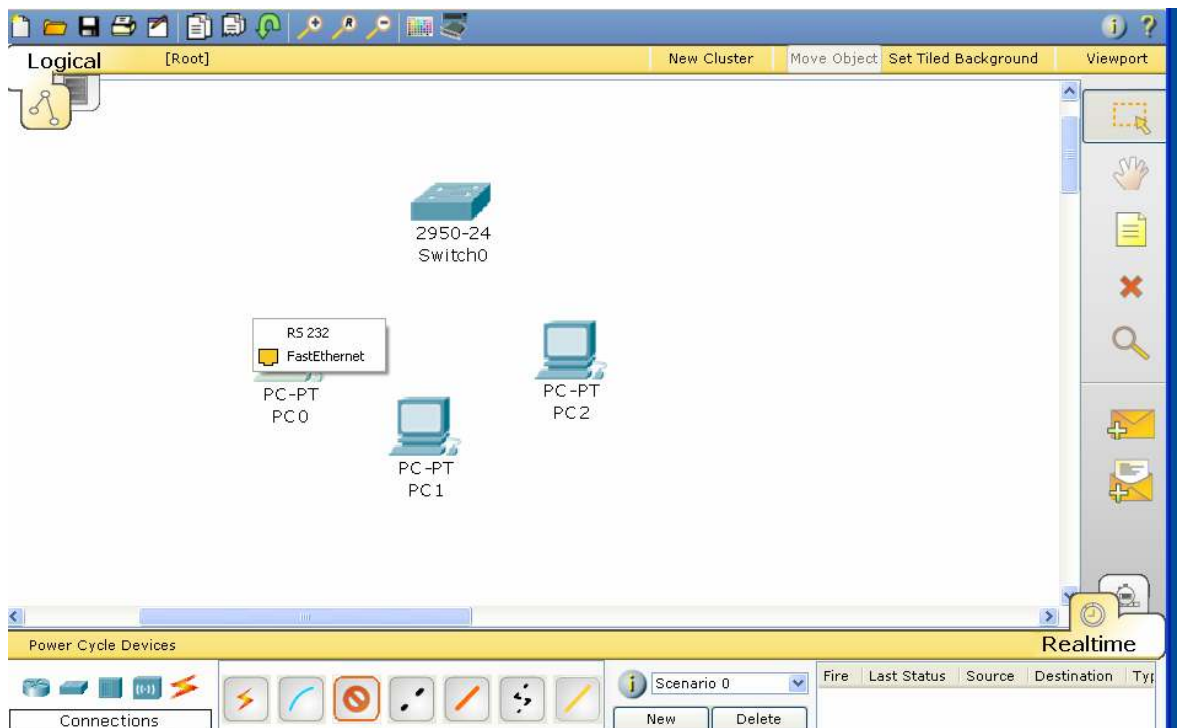 Logical [Root] New Cluster Move Object Set Tiled Background Viewport
2950-24
Switch0
RS 232
FastEthernet
PC-PT
PC0
PC-PT
PC1
PC-PT
PC2
Power Cycle Devices Realtime
Connections
Scenario 0
New Delete
Fire Last Status Source Destination Typ